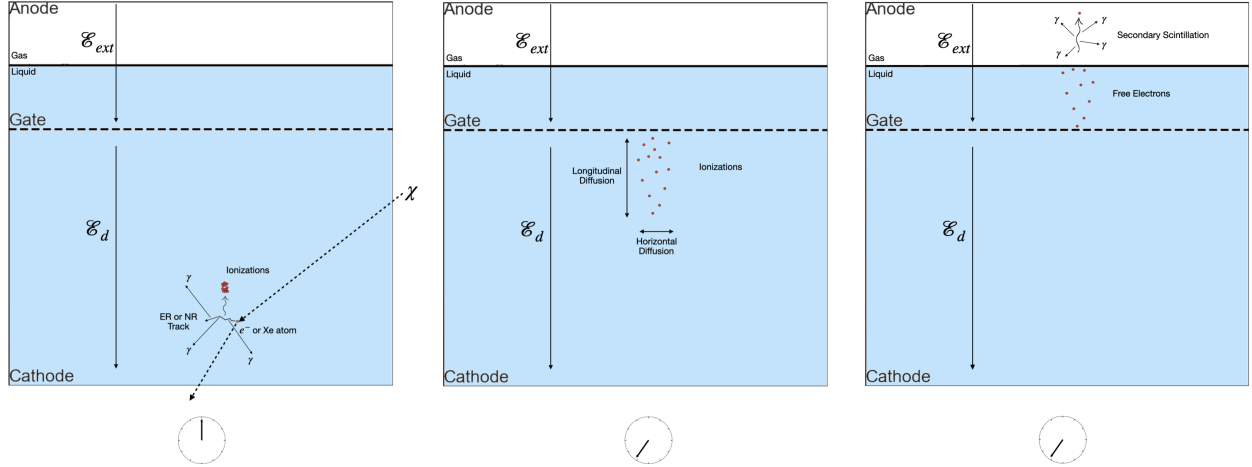 Anode
ℰext
Gas
Liquid
Gate
χ
ℰd
Ionizations
γ
ER or NR
Track
e⁻ or Xe atom
γ
γ
Cathode
Anode
ℰext
Gas
Liquid
Gate
Longitudinal
Diffusion
Ionizations
ℰd
Horizontal
Diffusion
Cathode
Anode
γ
γ
Secondary Scintillation
ℰext
γ
γ
Gas
Liquid
Free Electrons
Gate
ℰd
Cathode